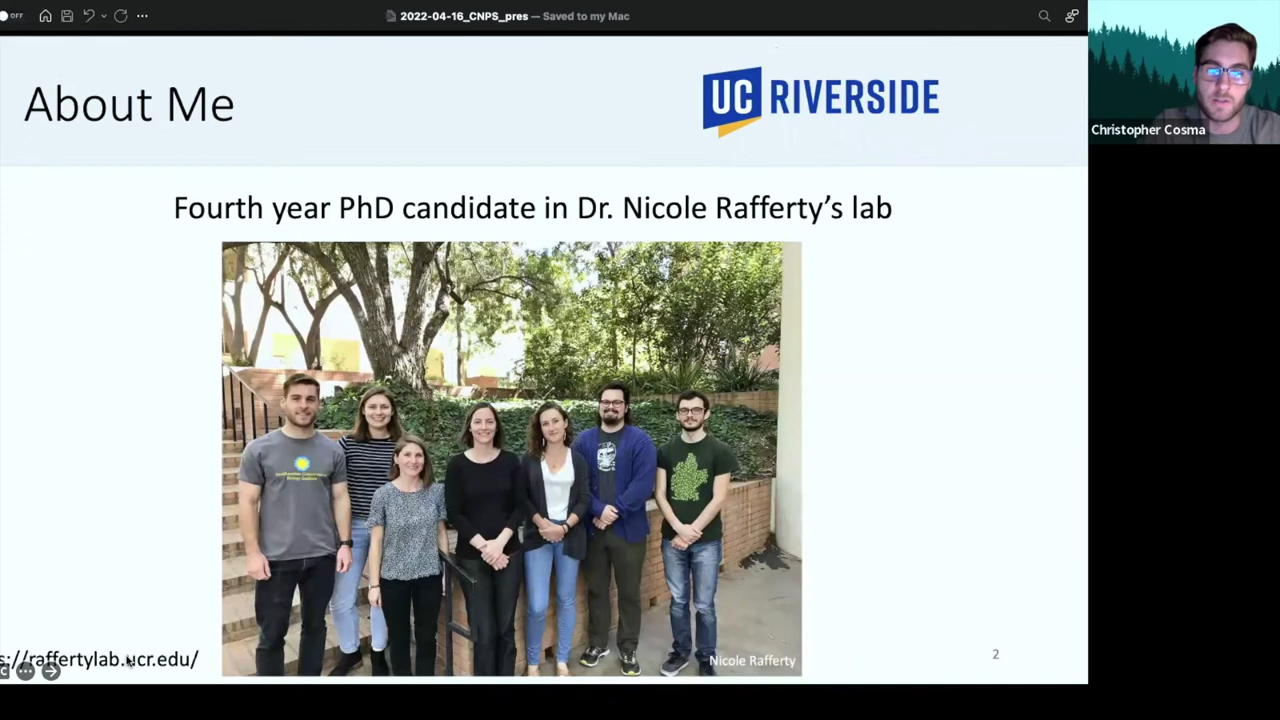 OFF
2022-04-16_CNPS_pres — Saved to my Mac
About Me
UC RIVERSIDE
Christopher Cosma
Fourth year PhD candidate in Dr. Nicole Rafferty's lab
Nicole Rafferty
s://raffertylab.ucr.edu/
2